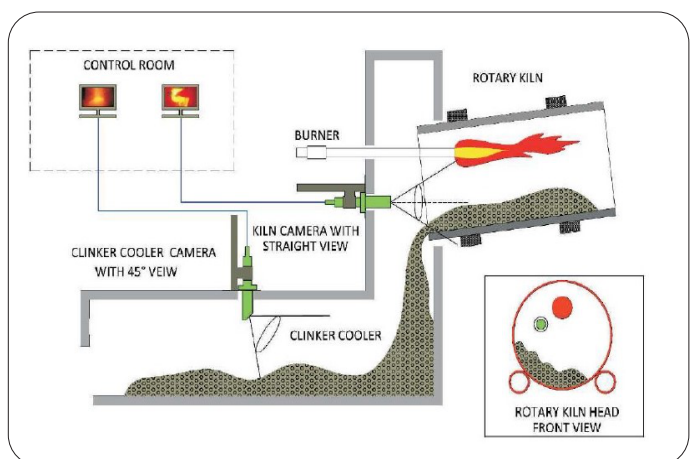 CONTROL ROOM
ROTARY KILN
BURNER
KILN CAMERA WITH
STRAIGHT VIEW
CLINKER COOLER CAMERA
WITH 45° VEIW
CLINKER COOLER
ROTARY KILN HEAD
FRONT VIEW